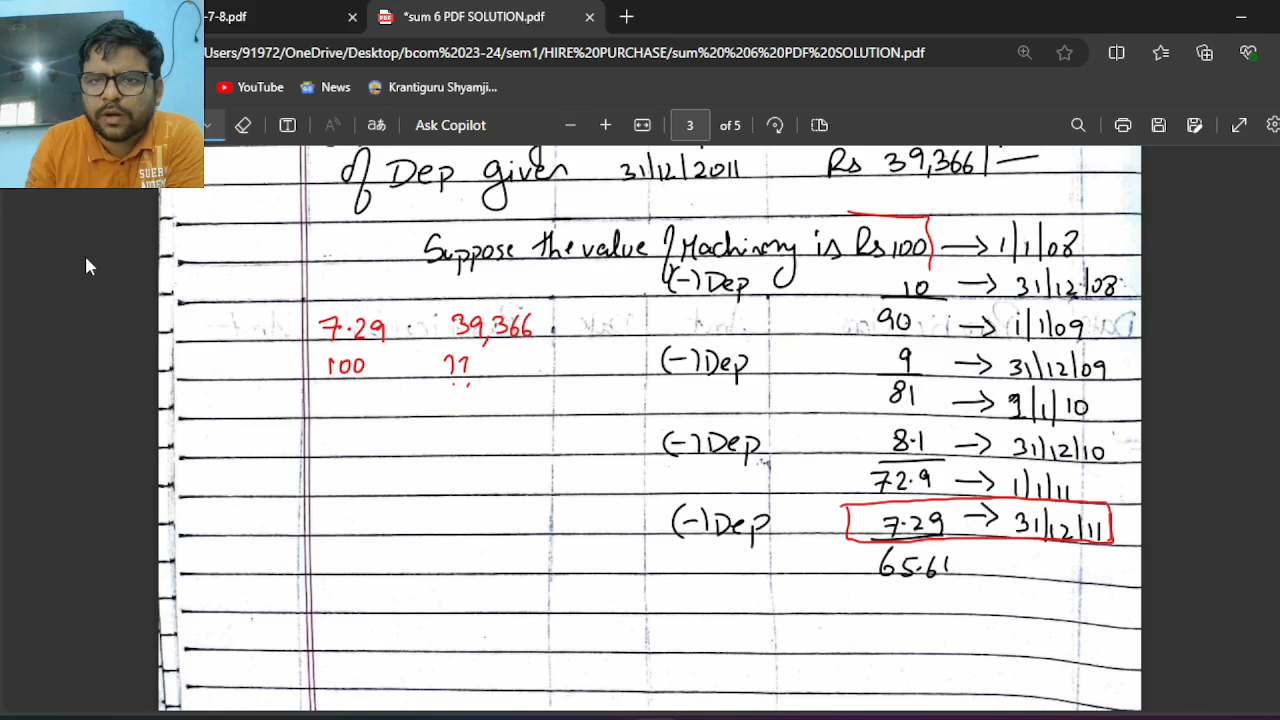 -7-8.pdf
*sum 6 PDF SOLUTION.pdf
Users/91972/OneDrive/Desktop/bcom%2023-24/sem1/HIRE%20PURCHASE/sum%20%206%20PDF%20SOLUTION.pdf
YouTube
News
Krantiguru Shyamji...
Ask Copilot
3 of 5
of Dep given 31/12/2011 Rs 39,366/-
Suppose the value of Machinery is Rs 100 → 1/1/08
(-) Dep 10 → 31/12/08
90 → 1/1/09
7.29 39,366
100 ??
(-) Dep 9 → 31/12/09
81 → 1/1/10
(-) Dep 8.1 → 31/12/10
72.9 → 1/1/11
(-) Dep 7.29 → 31/12/11
65.61